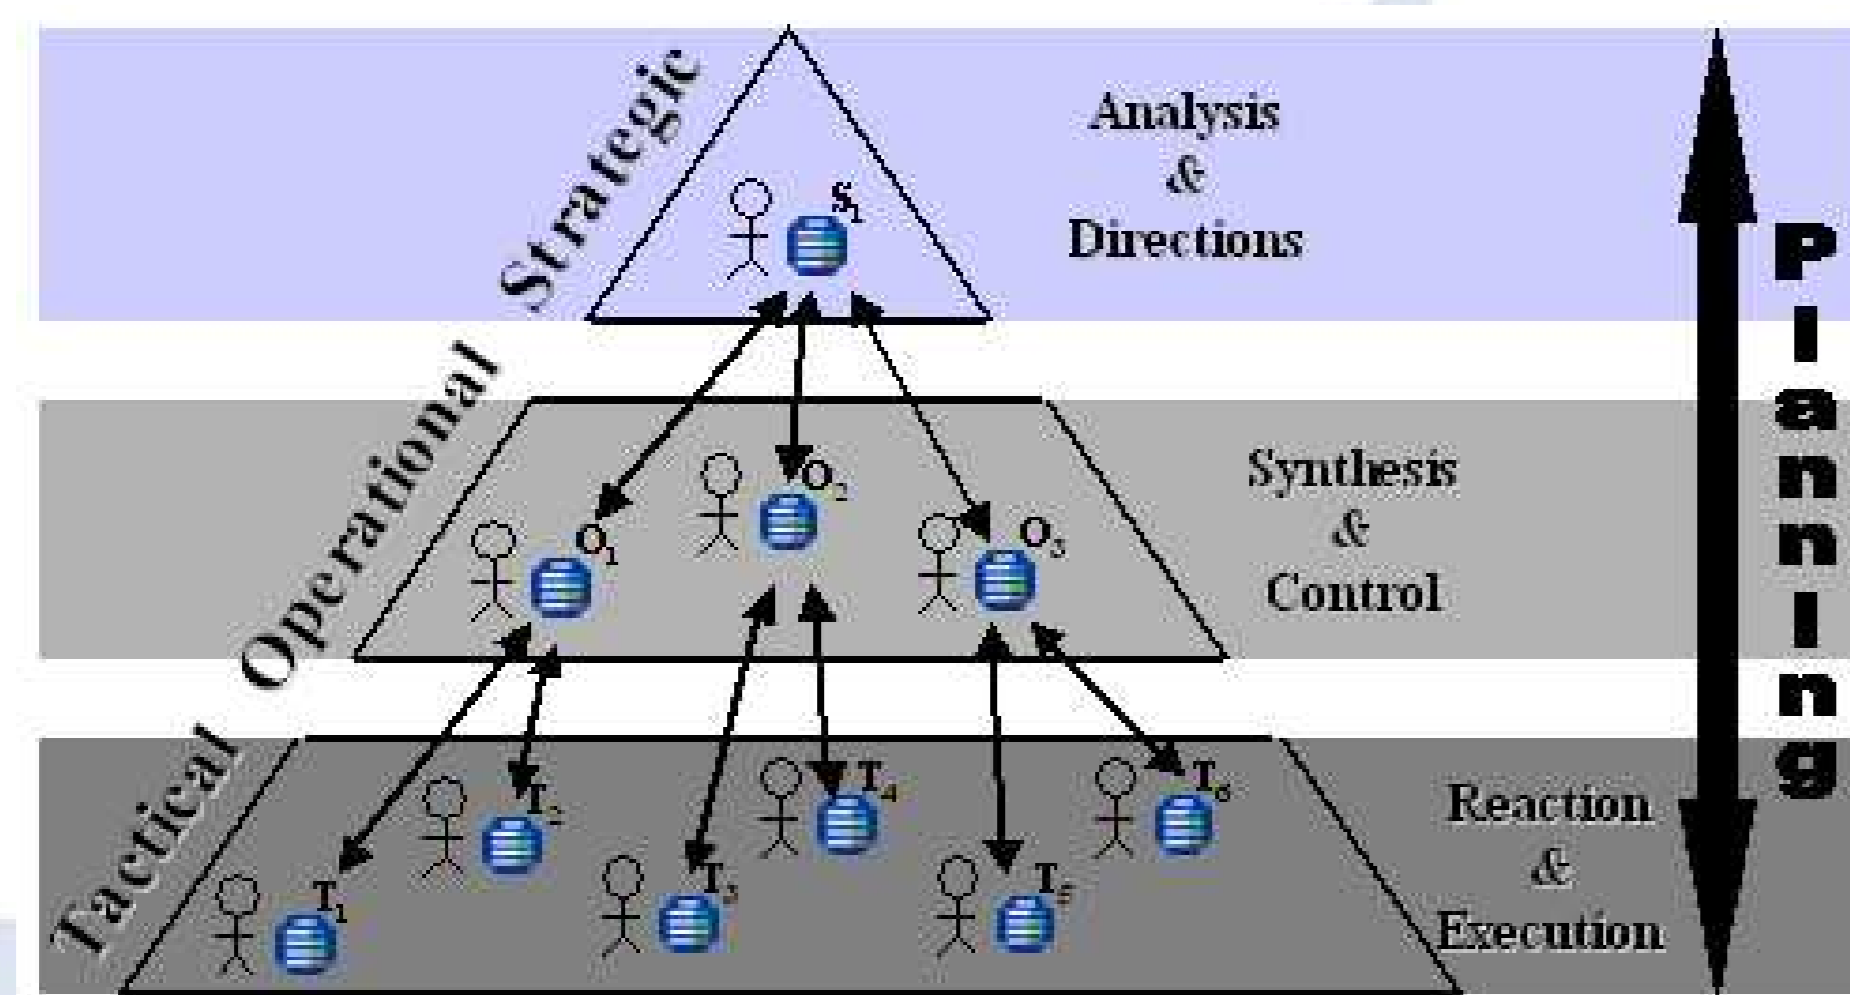 Strategic
S1
Analysis
&
Directions
Operational
O1
O2
O3
Synthesis
&
Control
Tactical
T1
T2
T3
T4
T5
T6
Reaction
&
Execution
Planning